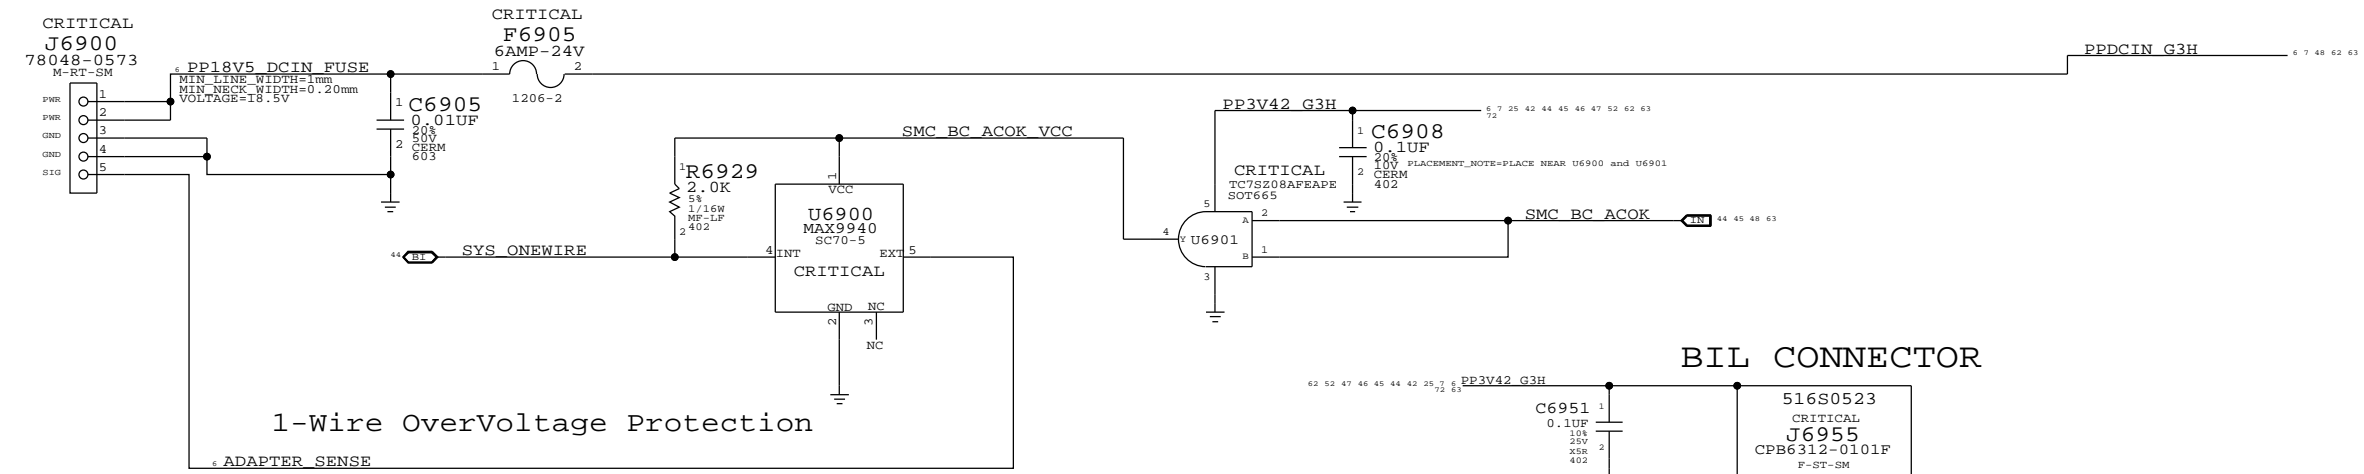 CRITICAL
J6900
78048-0573
M-RT-SM
PWR
1
PWR
2
GND
3
GND
4
SIG
5
6 PP18V5_DCIN_FUSE
MIN_LINE_WIDTH=1mm
MIN_NECK_WIDTH=0.20mm
VOLTAGE=18.5V
CRITICAL
F6905
6AMP-24V
1
2
1206-2
1
C6905
0.01UF
20%
50V
2
CERM
603
PPDCIN_G3H
6 7 48 62 63
PP3V42_G3H
6 7 25 42 44 45 46 47 52 62 63
72
1
C6908
0.1UF
20%
10V
PLACEMENT_NOTE=PLACE NEAR U6900 and U6901
2
CERM
402
SMC_BC_ACOK_VCC
1
R6929
2.0K
5%
1/16W
MF-LF
2
402
44
BI
SYS_ONEWIRE
1
VCC
U6900
MAX9940
SC70-5
4
INT
EXT
5
CRITICAL
GND
NC
2
3
NC
CRITICAL
TC7SZ08AFEAPE
SOT665
5
A
2
4
Y
U6901
B
1
3
SMC_BC_ACOK
IN
44 45 48 63
1-Wire OverVoltage Protection
6 ADAPTER_SENSE
BIL CONNECTOR
62 52 47 46 45 44 42 25 7 6
72 63
PP3V42_G3H
C6951
1
0.1UF
10%
25V
X5R
2
402
516S0523
CRITICAL
J6955
CPB6312-0101F
F-ST-SM